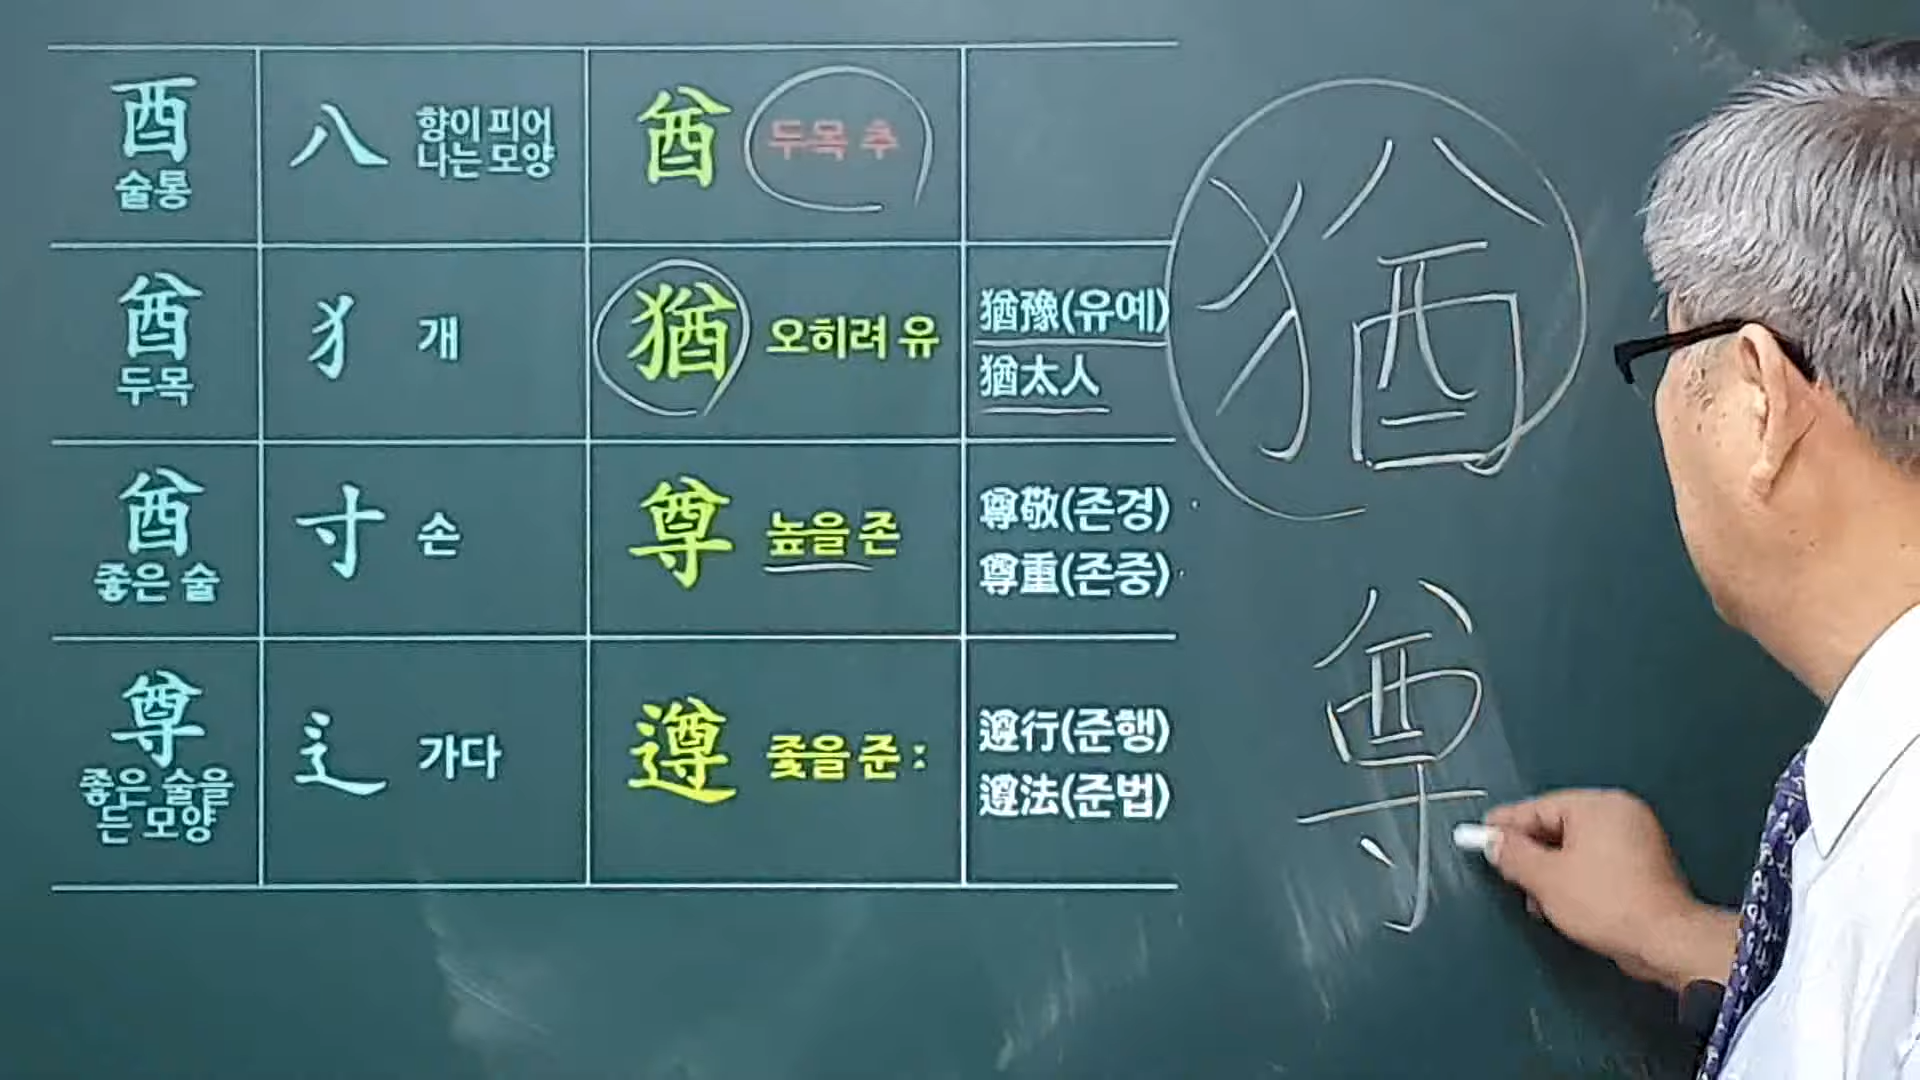 酉 八 향이 피어 酋 두목 추
술통 나는 모양
酋 犭 개 猶 오히려 유 猶豫(유예)
두목 猶太人
酋 寸 손 尊 높을 존 尊敬(존경)
좋은 술 尊重(존중)
尊 辶 가다 遵 좇을 준 : 遵行(준행)
좋은 술을 遵法(준법)
든 모양
猶
尊